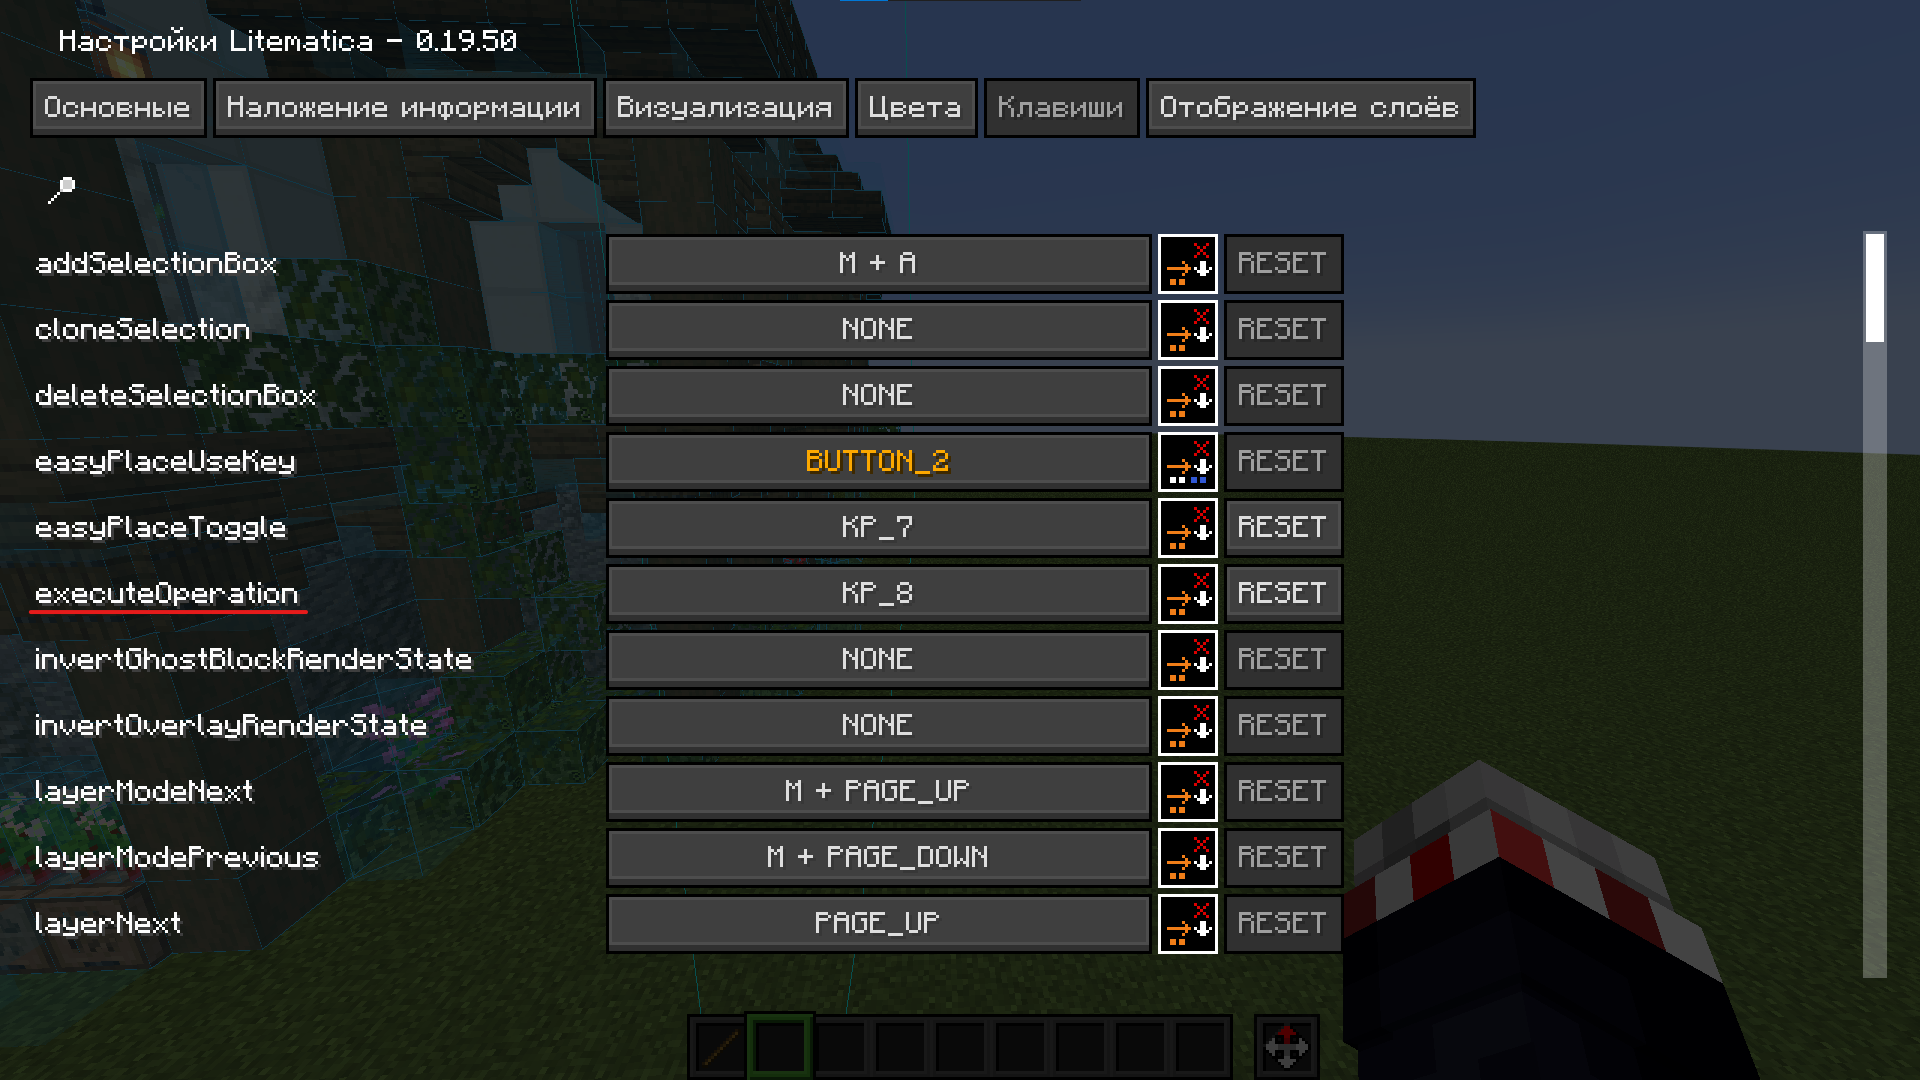 Настройки Litematica – 0.19.50
Основные Наложение информации Визуализация Цвета Клавиши Отображение слоёв
addSelectionBox M + A RESET
cloneSelection NONE RESET
deleteSelectionBox NONE RESET
easyPlaceUseKey BUTTON_2 RESET
easyPlaceToggle KP_7 RESET
executeOperation KP_8 RESET
invertGhostBlockRenderState NONE RESET
invertOverlayRenderState NONE RESET
layerModeNext M + PAGE_UP RESET
layerModePrevious M + PAGE_DOWN RESET
layerNext PAGE_UP RESET